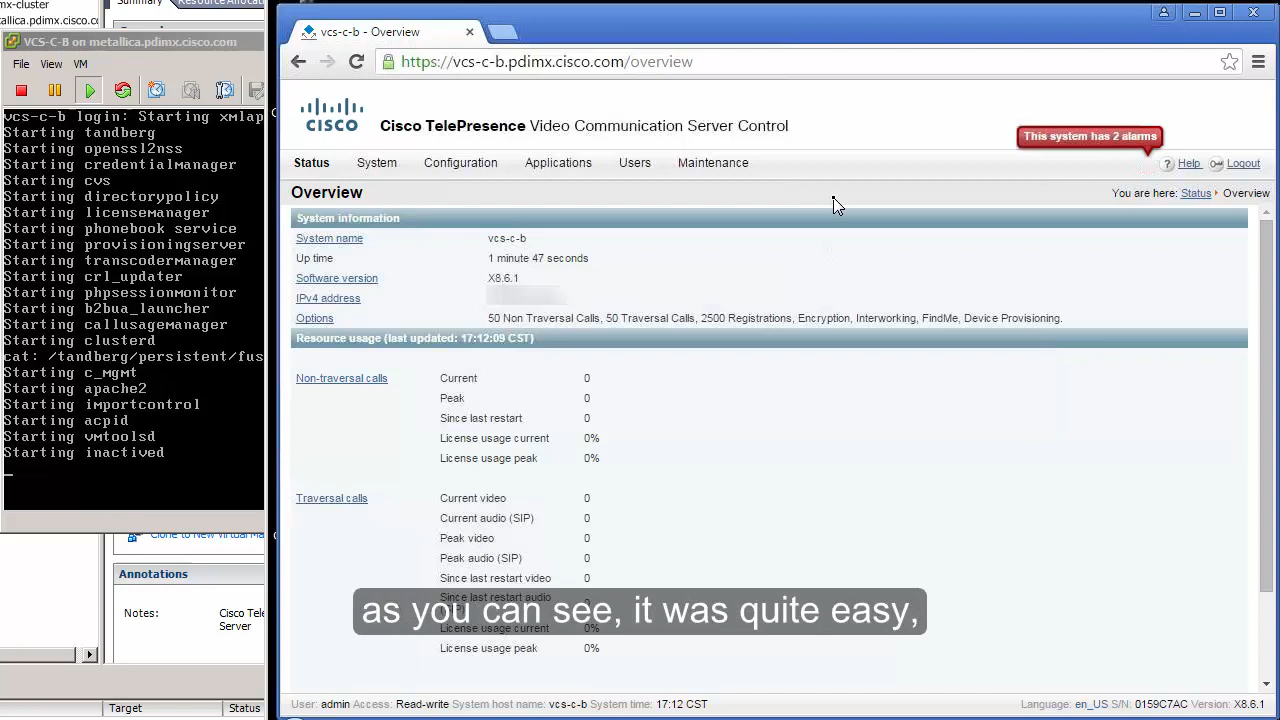 mx-cluster
Summary
Resource Allocatio
tallica.pdimx.cisco.co
VCS-C-B on metallica.pdimx.cisco.com
File View VM
vcs-c-b login: Starting xmlap
Starting tandberg
Starting openssl2nss
Starting credentialManager
Starting cvs
Starting directorypolicy
Starting licensemanager
Starting phonebook service
Starting provisioningserver
Starting transcodermanager
Starting crl_updater
Starting phpsessionmonitor
Starting b2bua_launcher
Starting callusageManager
Starting clusterd
cat: /tandberg/persistent/fus
Starting c_mgmt
Starting apache2
Starting importcontrol
Starting acpid
Starting vmtoolsd
Starting inactived
Clone to New Virtual Ma
Annotations
Notes: Cisco Tele
Server
Target Status
vcs-c-b - Overview
https://vcs-c-b.pdimx.cisco.com/overview
CISCO
Cisco TelePresence Video Communication Server Control
This system has 2 alarms
Status System Configuration Applications Users Maintenance
? Help Logout
Overview
You are here: Status Overview
System information
System name vcs-c-b
Up time 1 minute 47 seconds
Software version X8.6.1
IPv4 address
Options 50 Non Traversal Calls, 50 Traversal Calls, 2500 Registrations, Encryption, Interworking, FindMe, Device Provisioning.
Resource usage (last updated: 17:12:09 CST)
Non-traversal calls Current 0
Peak 0
Since last restart 0
License usage current 0%
License usage peak 0%
Traversal calls Current video 0
Current audio (SIP) 0
Peak video 0
Peak audio (SIP) 0
Since last restart video 0
Since last restart audio 0
as you can see, it was quite easy,
License usage current 0%
License usage peak 0%
User: admin Access: Read-write System host name: vcs-c-b System time: 17:12 CST
Language: en_US S/N: 0159C7AC Version: X8.6.1